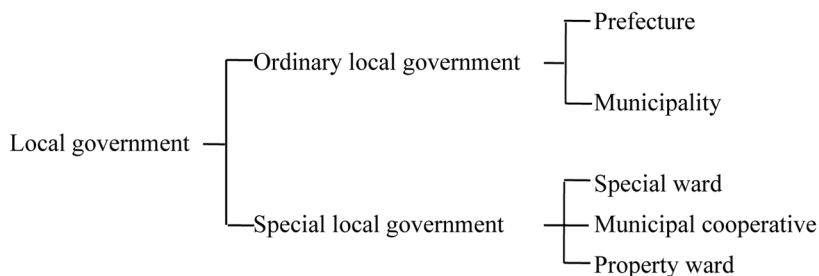 Prefecture
Ordinary local government
Municipality
Local government
Special ward
Special local government
Municipal cooperative
Property ward